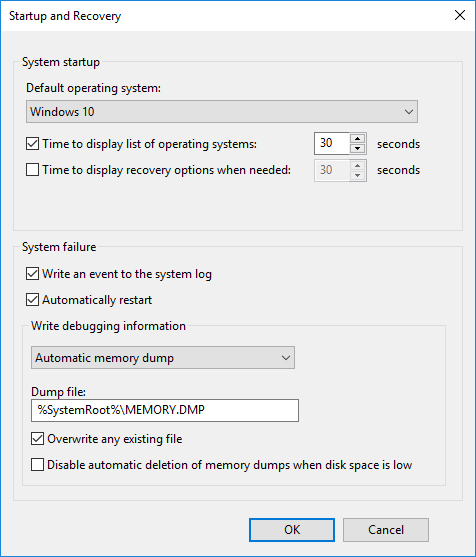 Startup and Recovery
System startup
Default operating system:
Windows 10
Time to display list of operating systems: 30 seconds
Time to display recovery options when needed: 30 seconds
System failure
Write an event to the system log
Automatically restart
Write debugging information
Automatic memory dump
Dump file:
%SystemRoot%\MEMORY.DMP
Overwrite any existing file
Disable automatic deletion of memory dumps when disk space is low
OK Cancel